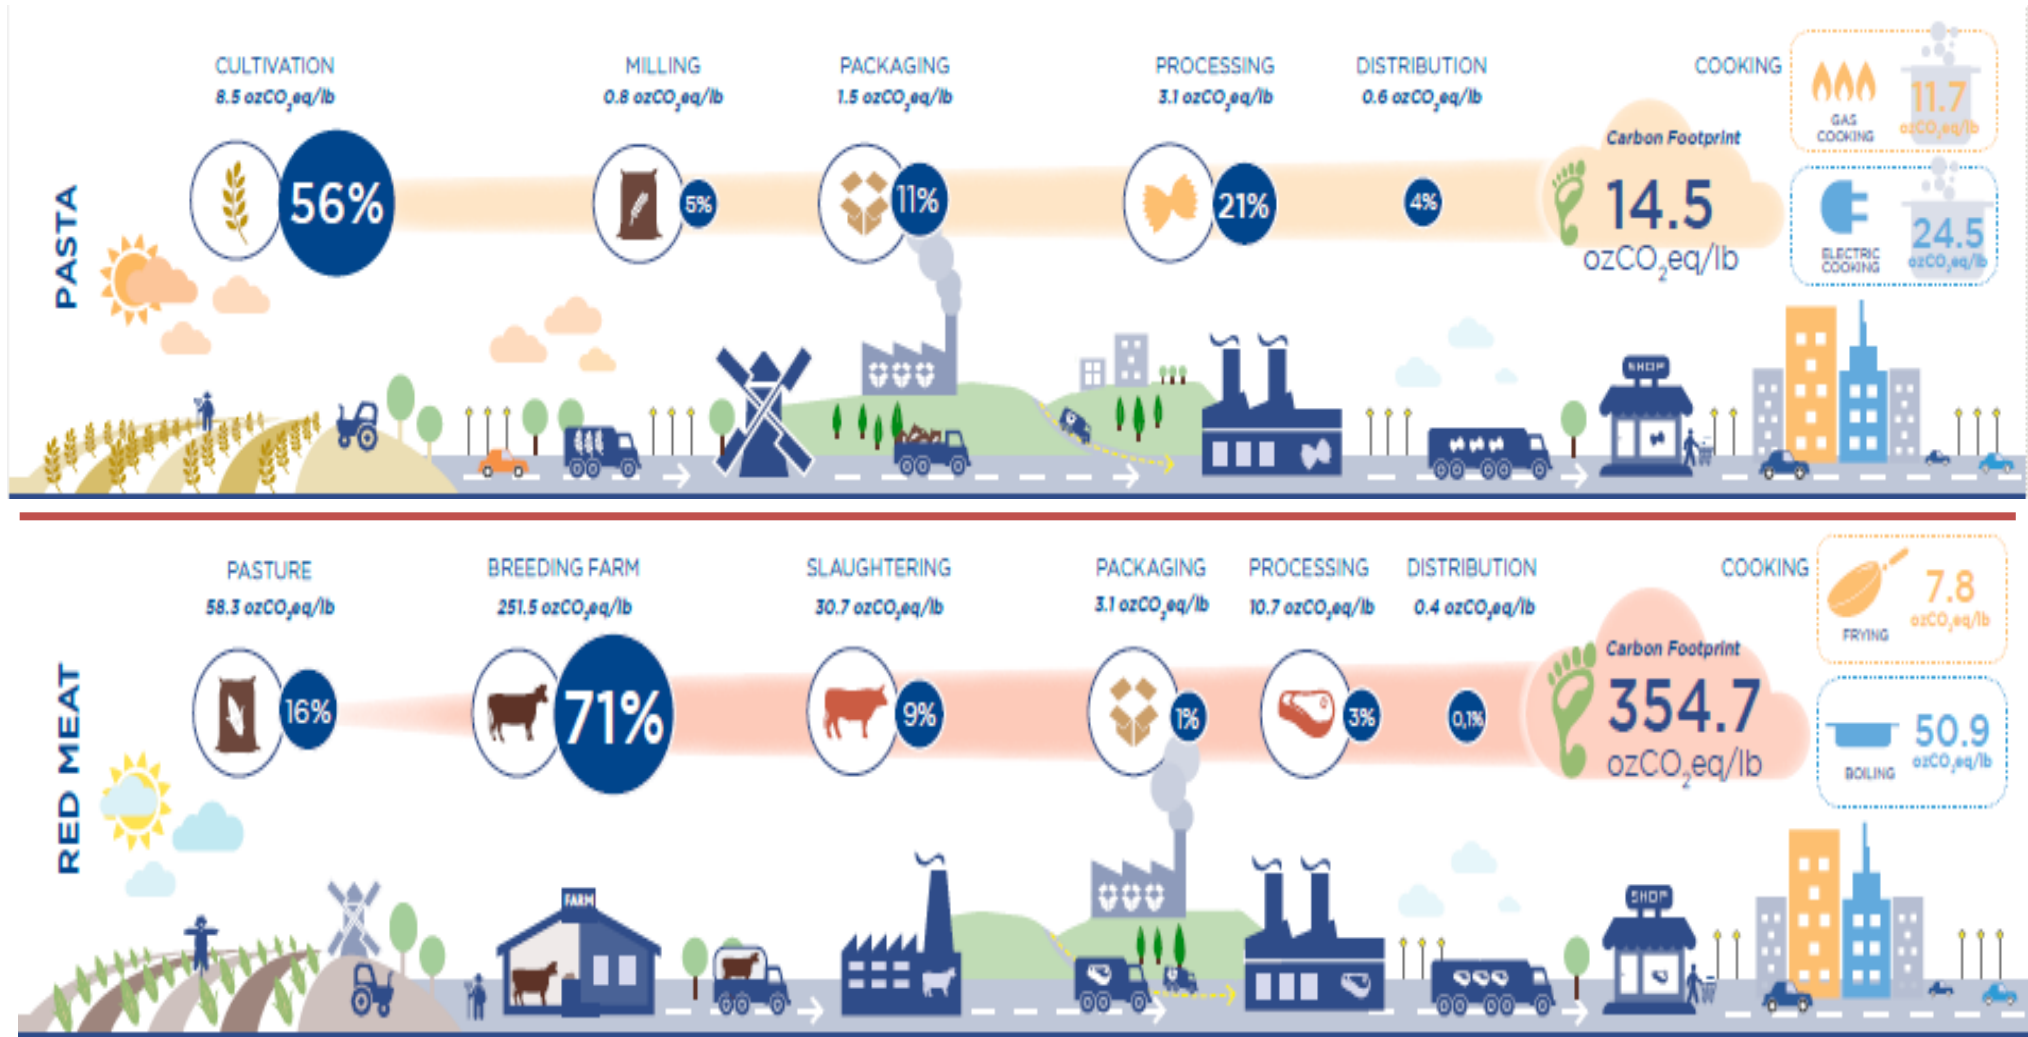 PASTA
CULTIVATION
8.5 ozCO₂eq/lb
56%
MILLING
0.8 ozCO₂eq/lb
5%
PACKAGING
1.5 ozCO₂eq/lb
11%
PROCESSING
3.1 ozCO₂eq/lb
21%
DISTRIBUTION
0.6 ozCO₂eq/lb
4%
Carbon Footprint
14.5
ozCO₂eq/lb
COOKING
GAS
COOKING
11.7
ozCO₂eq/lb
ELECTRIC
COOKING
24.5
ozCO₂eq/lb
SHOP
RED MEAT
PASTURE
58.3 ozCO₂eq/lb
16%
BREEDING FARM
251.5 ozCO₂eq/lb
71%
SLAUGHTERING
30.7 ozCO₂eq/lb
9%
PACKAGING
3.1 ozCO₂eq/lb
1%
PROCESSING
10.7 ozCO₂eq/lb
3%
DISTRIBUTION
0.4 ozCO₂eq/lb
0,1%
Carbon Footprint
354.7
ozCO₂eq/lb
COOKING
FRYING
7.8
ozCO₂eq/lb
BOILING
50.9
ozCO₂eq/lb
FARM
SHOP